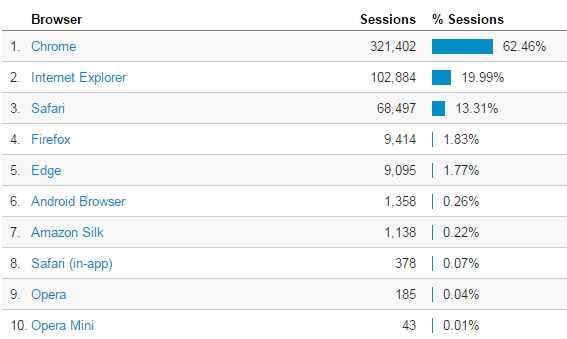 Browser Sessions % Sessions
1. Chrome 321,402 62.46%
2. Internet Explorer 102,884 19.99%
3. Safari 68,497 13.31%
4. Firefox 9,414 1.83%
5. Edge 9,095 1.77%
6. Android Browser 1,358 0.26%
7. Amazon Silk 1,138 0.22%
8. Safari (in-app) 378 0.07%
9. Opera 185 0.04%
10. Opera Mini 43 0.01%